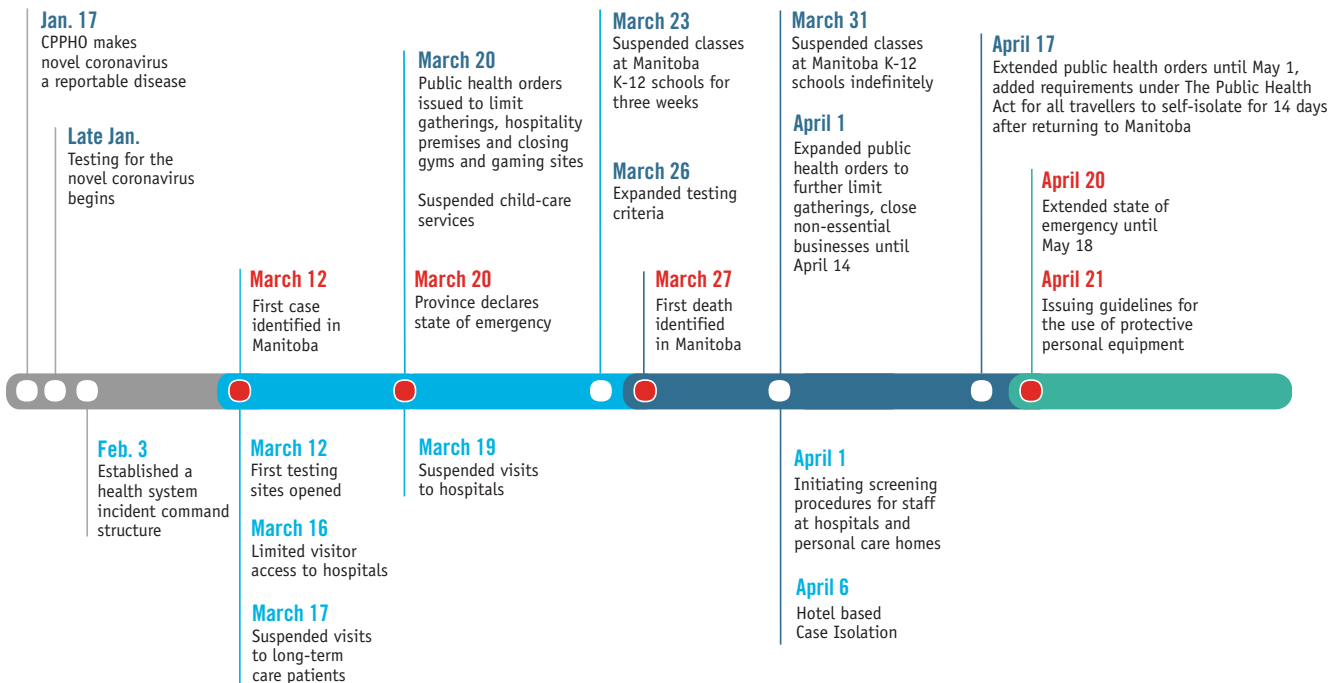 Jan. 17
CPPHO makes
novel coronavirus
a reportable disease
Late Jan.
Testing for the
novel coronavirus
begins
March 12
First case
identified in
Manitoba
March 20
Public health orders
issued to limit
gatherings, hospitality
premises and closing
gyms and gaming sites
Suspended child-care
services
March 20
Province declares
state of emergency
March 23
Suspended classes
at Manitoba
K-12 schools for
three weeks
March 26
Expanded testing
criteria
March 27
First death
identified
in Manitoba
March 31
Suspended classes
at Manitoba K-12
schools indefinitely
April 1
Expanded public
health orders to
further limit
gatherings, close
non-essential
businesses until
April 14
April 17
Extended public health orders until May 1,
added requirements under The Public Health
Act for all travellers to self-isolate for 14 days
after returning to Manitoba
April 20
Extended state of
emergency until
May 18
April 21
Issuing guidelines for
the use of protective
personal equipment
Feb. 3
Established a
health system
incident command
structure
March 12
First testing
sites opened
March 16
Limited visitor
access to hospitals
March 17
Suspended visits
to long-term
care patients
March 19
Suspended visits
to hospitals
April 1
Initiating screening
procedures for staff
at hospitals and
personal care homes
April 6
Hotel based
Case Isolation